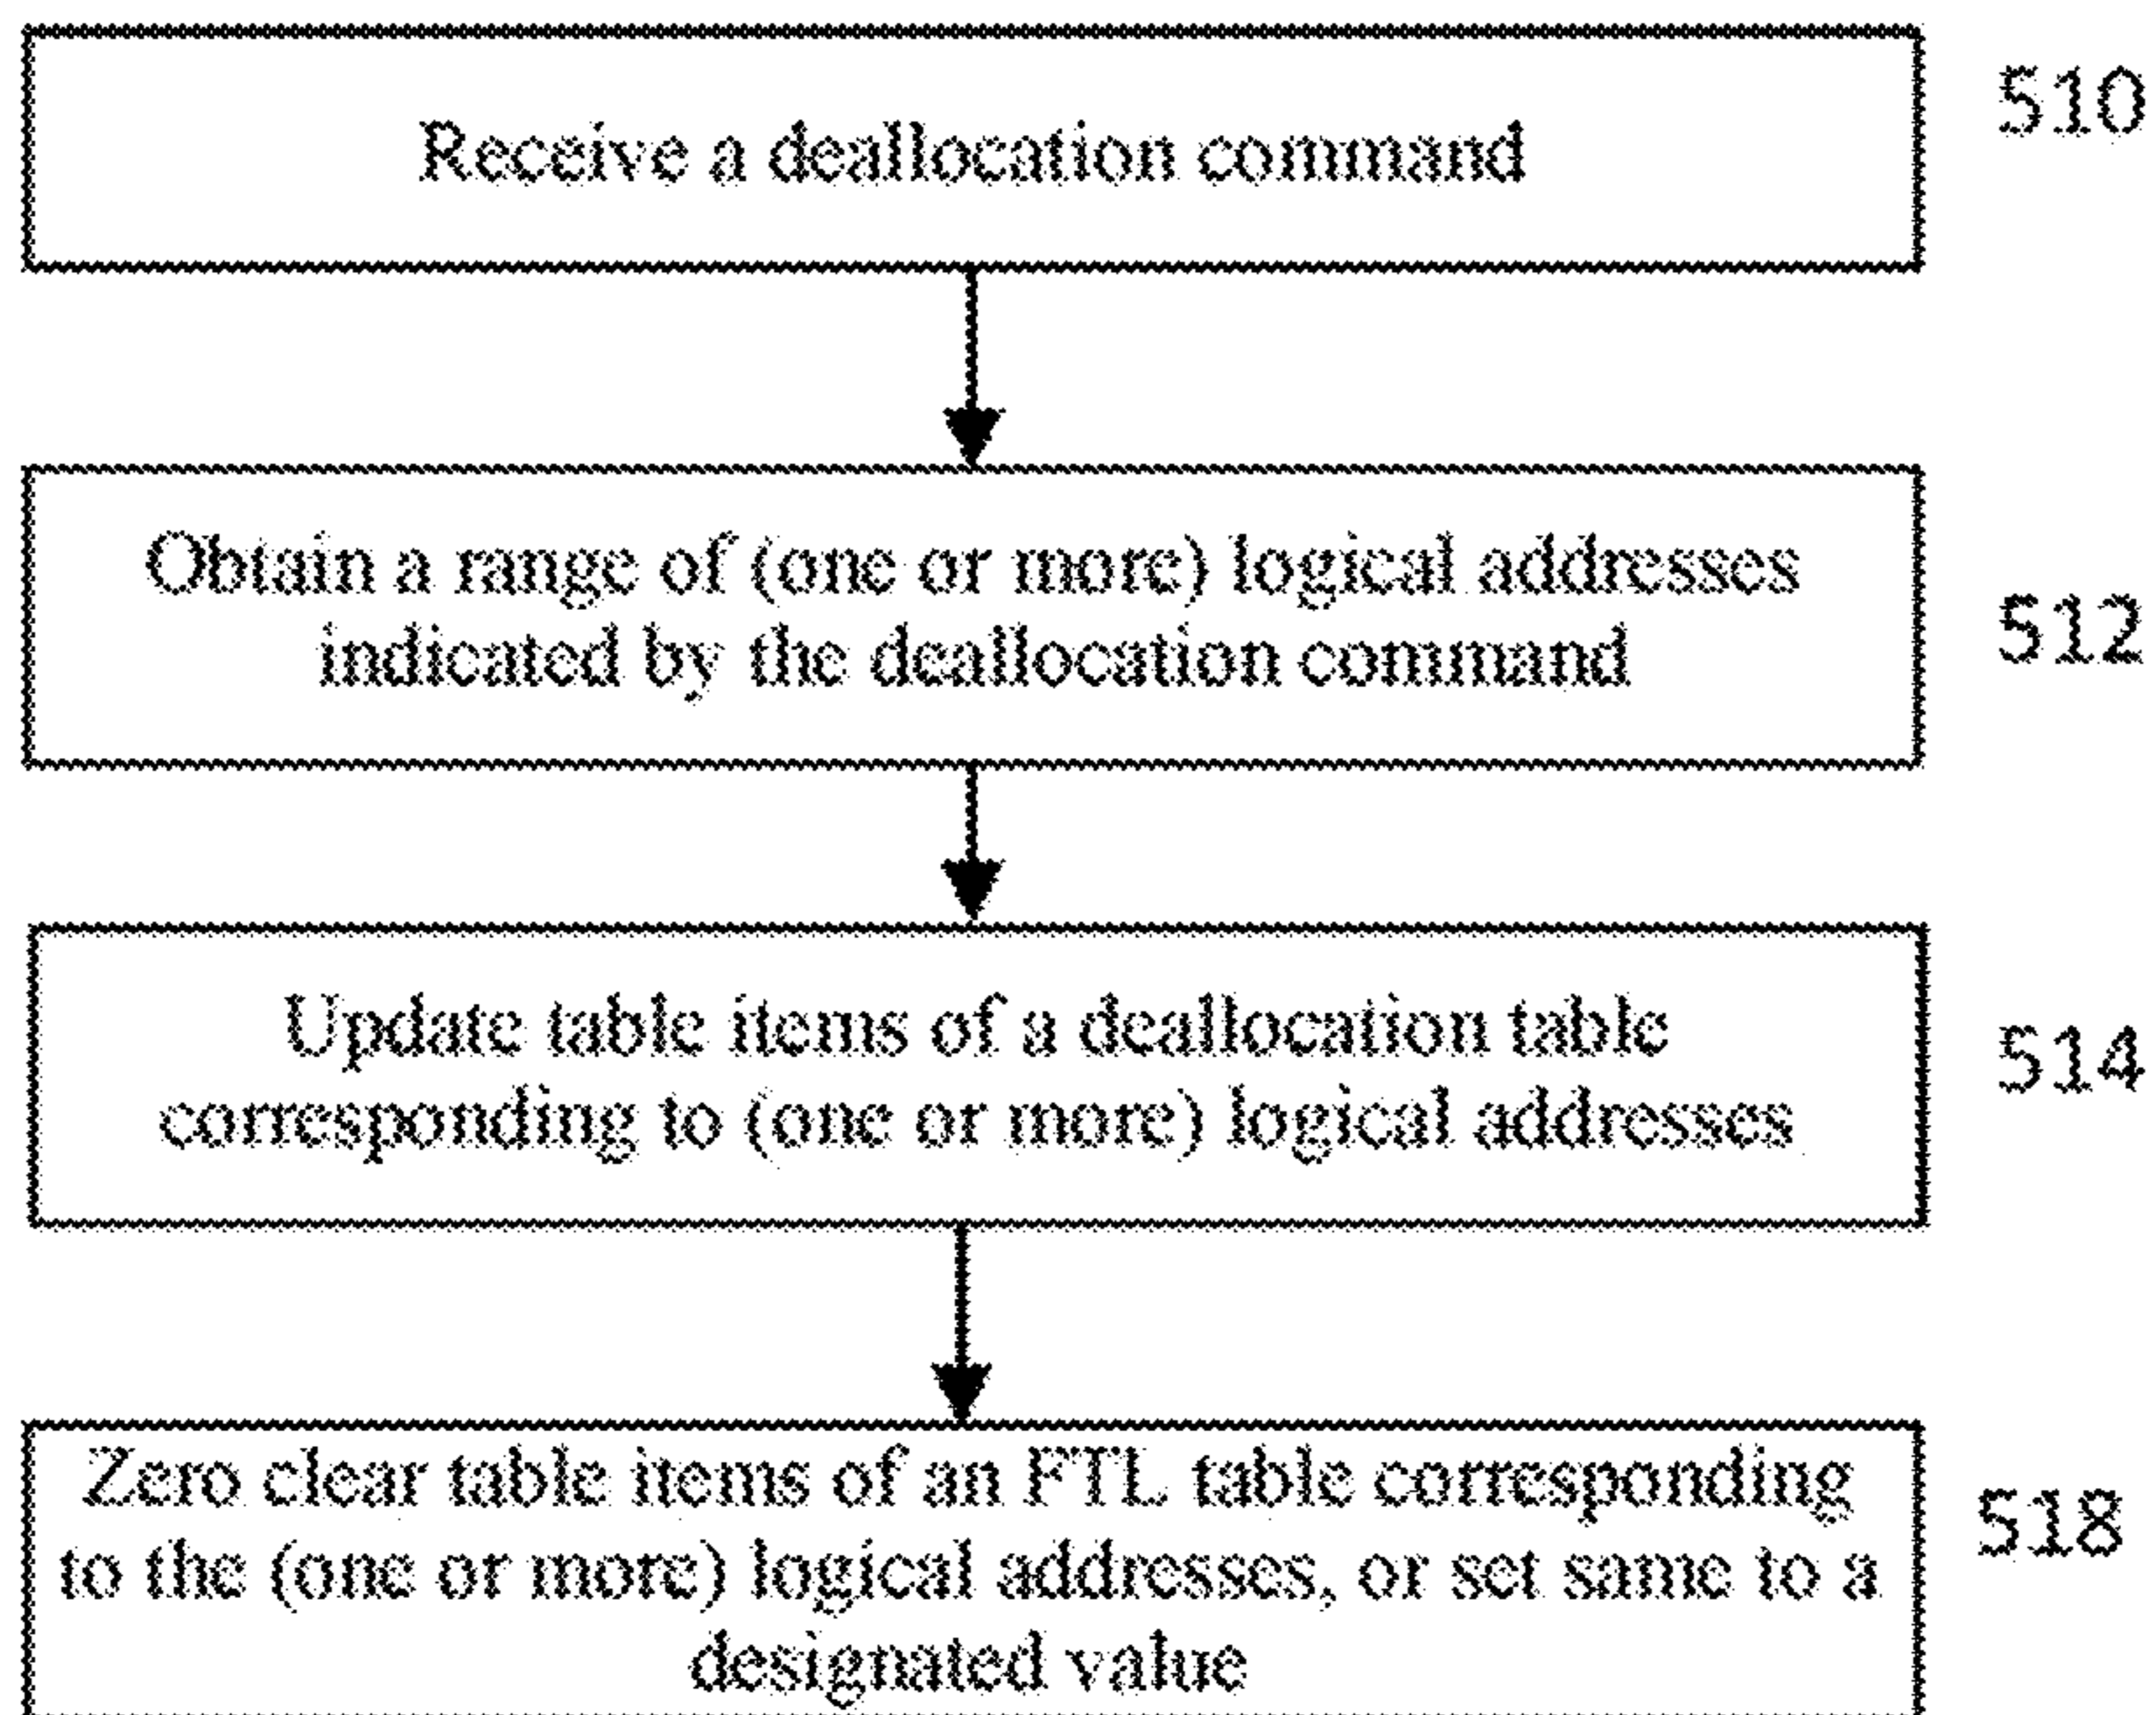 Receive a deallocation command
510
Obtain a range of (one or more) logical addresses
indicated by the deallocation command
512
Update table items of a deallocation table
corresponding to (one or more) logical addresses
514
Zero clear table items of an FTL table corresponding
to the (one or more) logical addresses, or set same to a
designated value
518